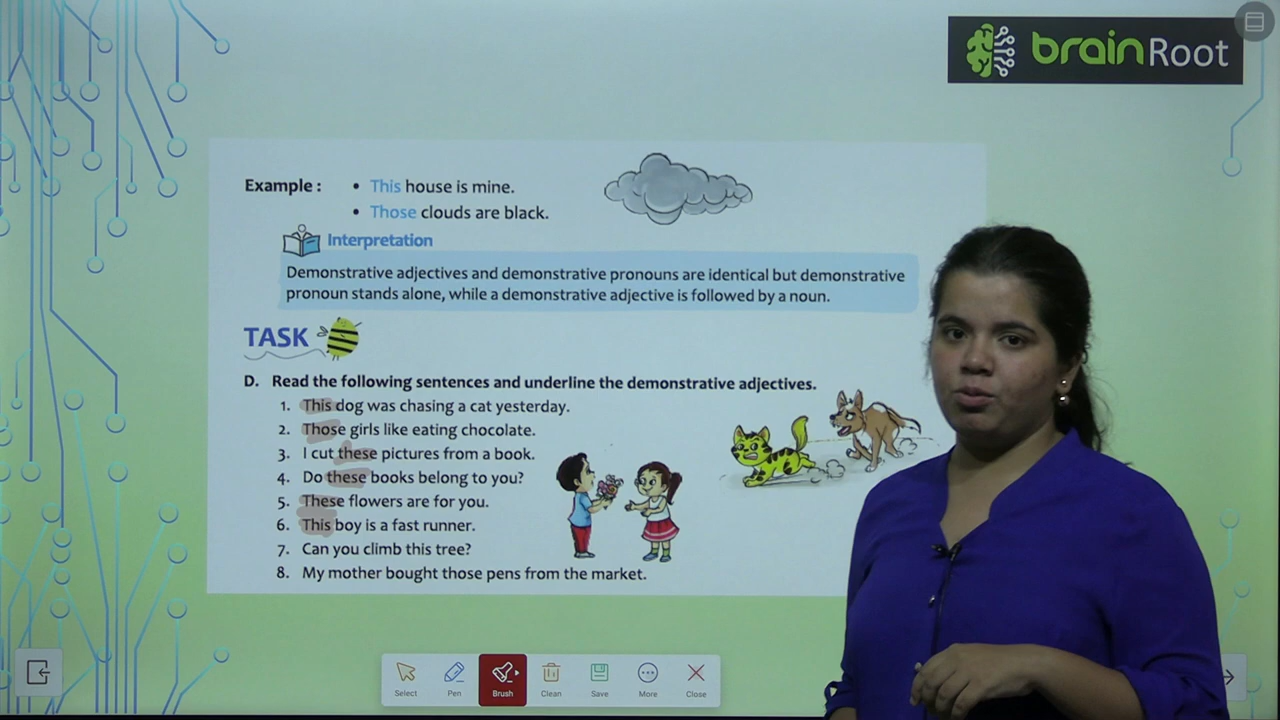 brainRoot
Example : • This house is mine.
• Those clouds are black.
Interpretation
Demonstrative adjectives and demonstrative pronouns are identical but demonstrative
pronoun stands alone, while a demonstrative adjective is followed by a noun.
TASK
D. Read the following sentences and underline the demonstrative adjectives.
1. This dog was chasing a cat yesterday.
2. Those girls like eating chocolate.
3. I cut these pictures from a book.
4. Do these books belong to you?
5. These flowers are for you.
6. This boy is a fast runner.
7. Can you climb this tree?
8. My mother bought those pens from the market.
Select Pen Brush Clean Save More Close